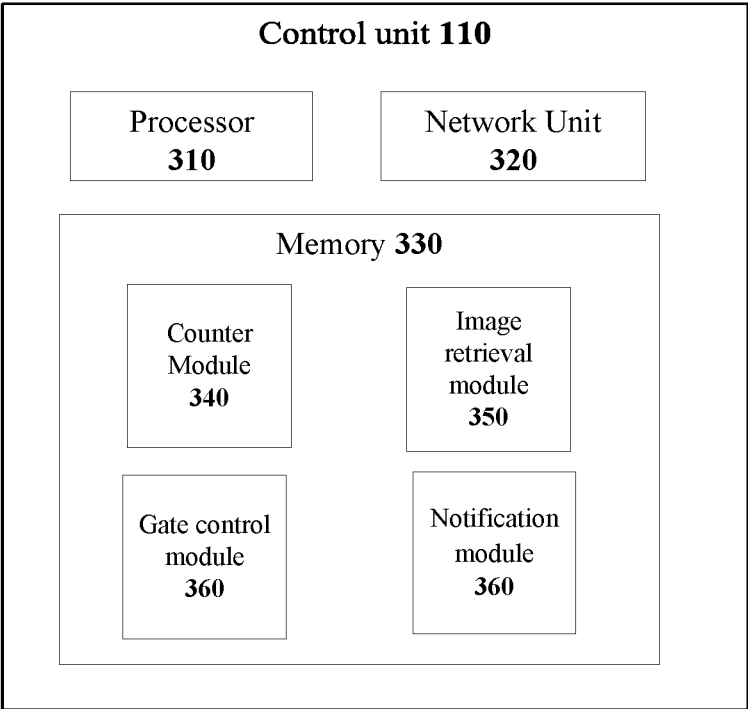 Control unit 110
Processor
310
Network Unit
320
Memory 330
Counter
Module
340
Image
retrieval
module
350
Gate control
module
360
Notification
module
360